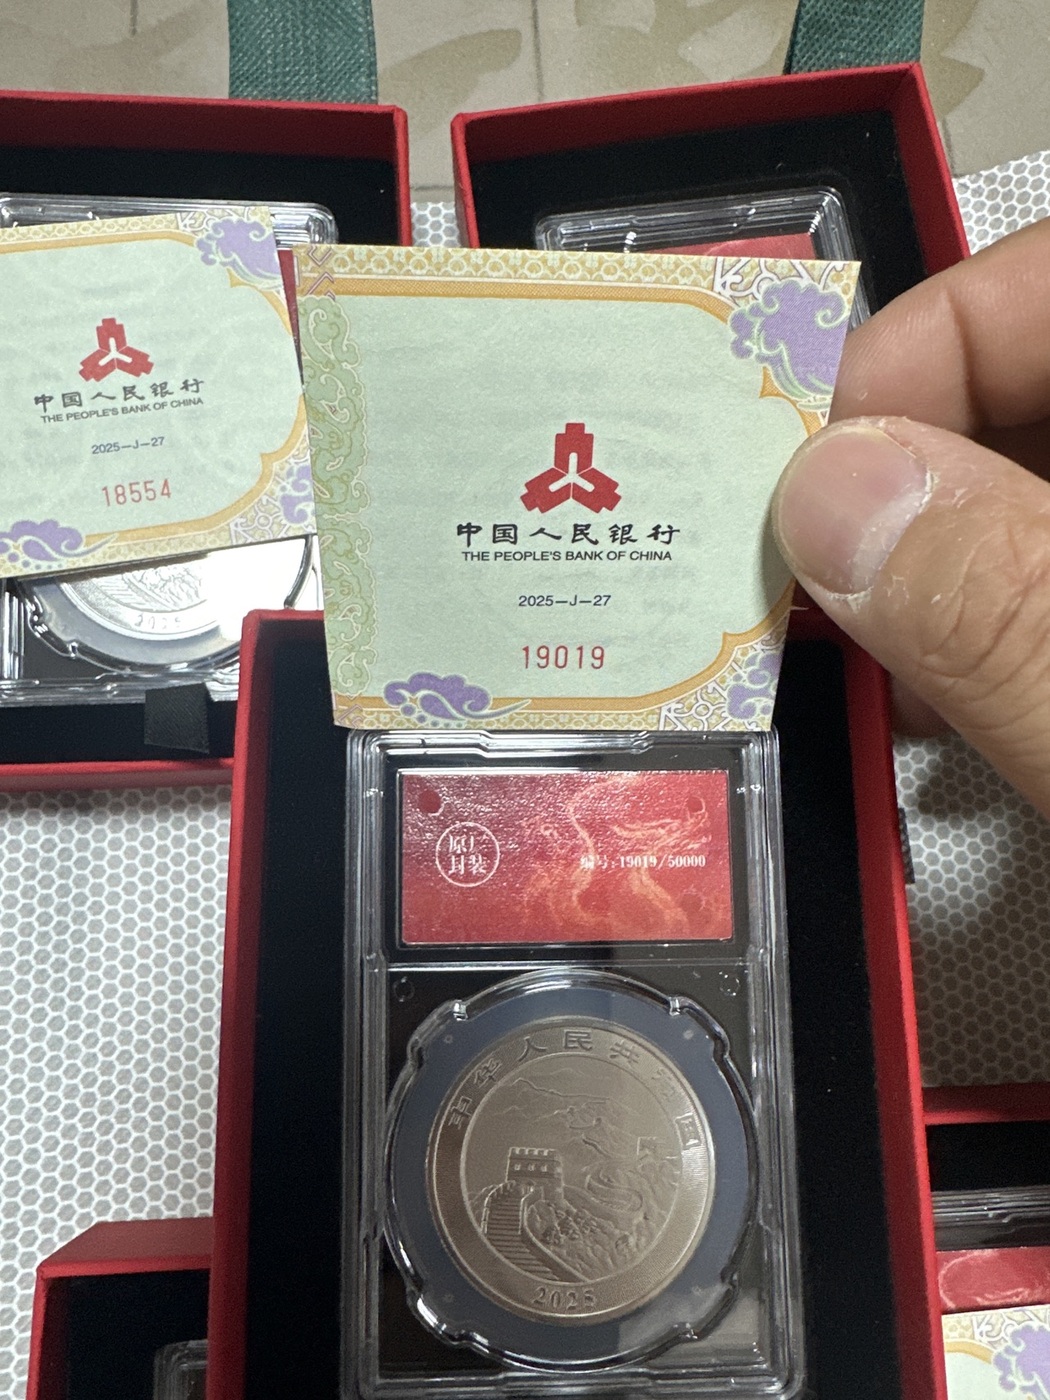 中国人民银行
THE PEOPLE'S BANK OF CHINA
2025-J-27
18554
中国人民银行
THE PEOPLE'S BANK OF CHINA
2025-J-27
19019
原厂
封装
编号:19019/50000
中华人民共和国
2025
2025